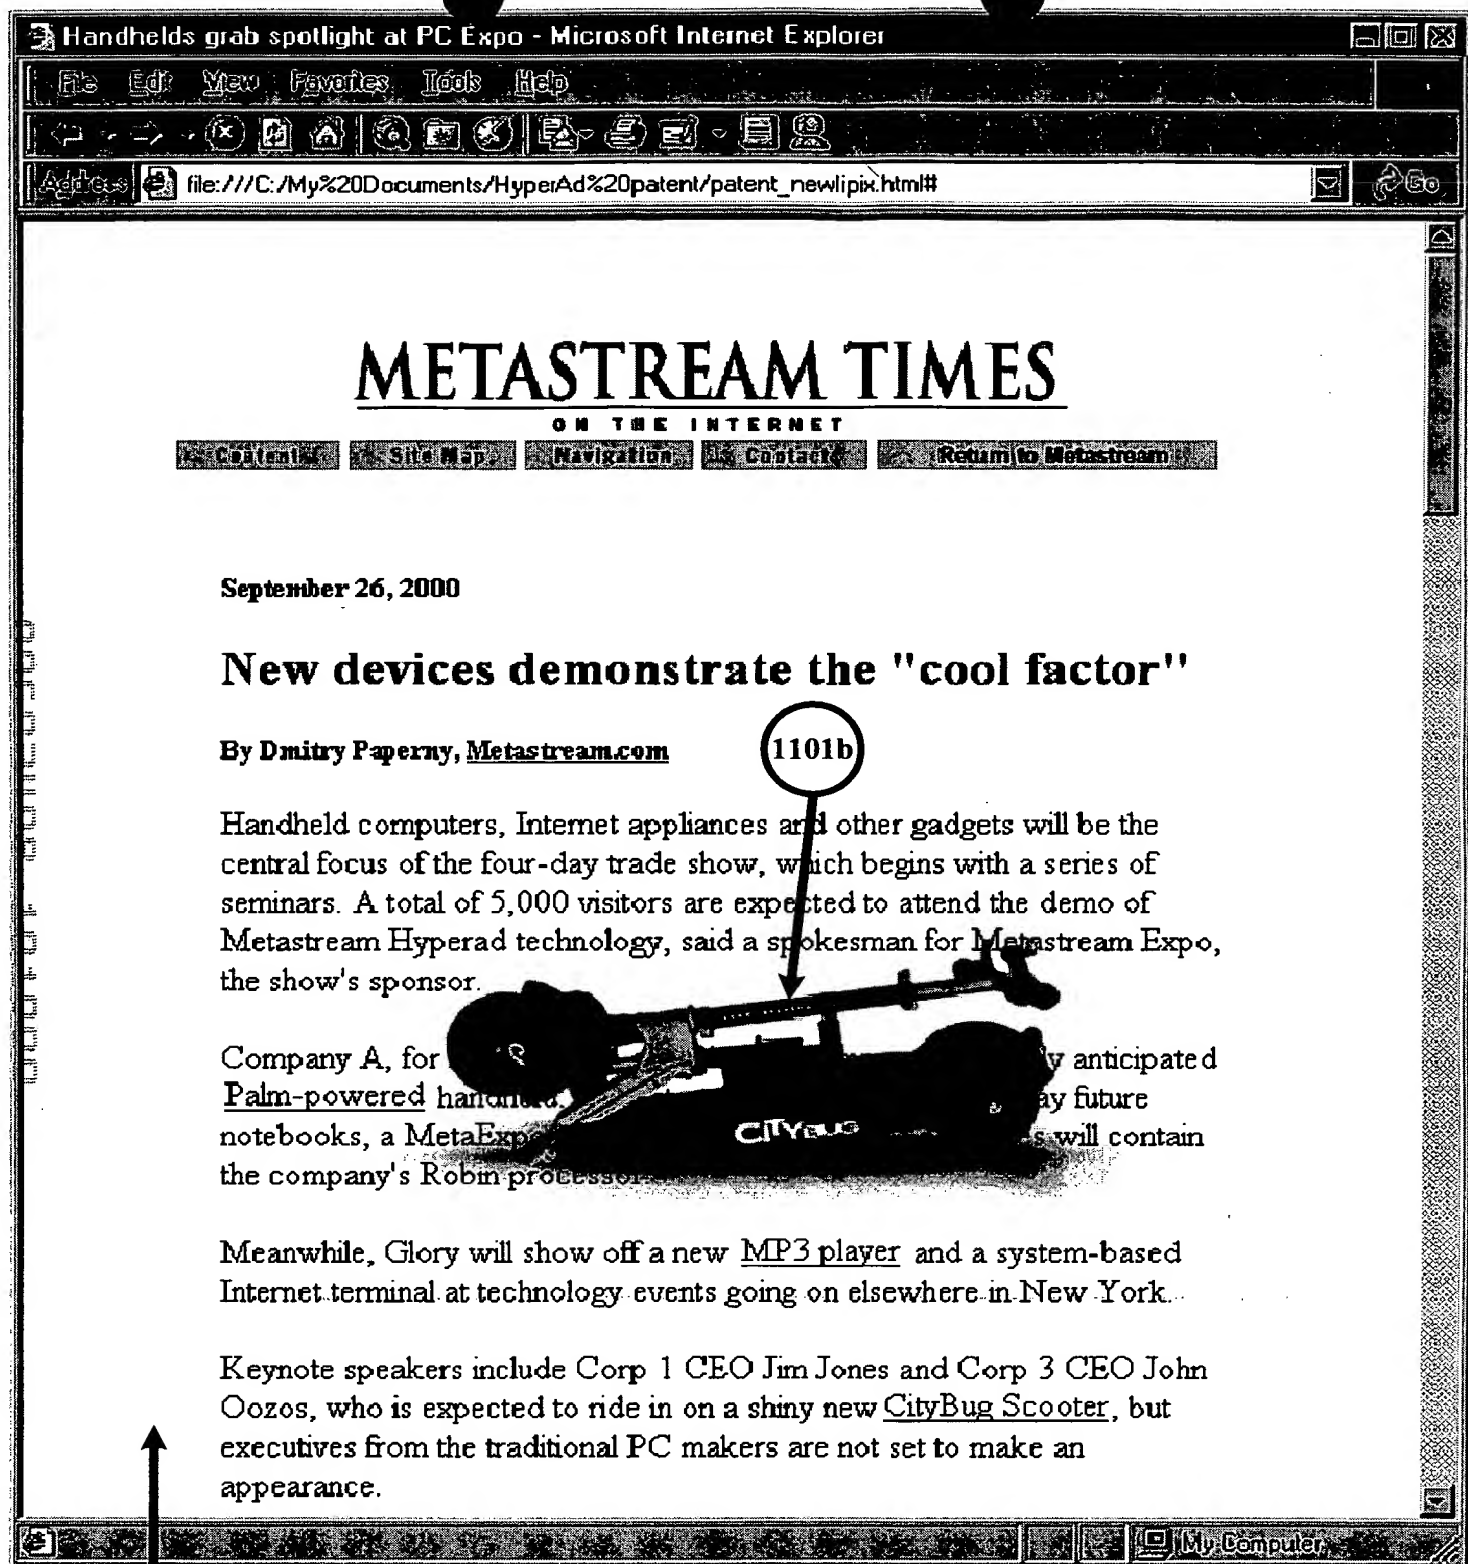 Handhelds grab spotlight at PC Expo - Microsoft Internet Explorer
File Edit View Favorites Tools Help
Address file:///C:/My%20Documents/HyperAd%20patent/patent_newlipix.html# Go
METASTREAM TIMES
ON THE INTERNET
Contents Site Map Navigation Contact Return to Metastream
September 26, 2000
New devices demonstrate the "cool factor"
By Dmitry Paperny, Metastream.com
1101b
Handheld computers, Internet appliances and other gadgets will be the
central focus of the four-day trade show, which begins with a series of
seminars. A total of 5,000 visitors are expected to attend the demo of
Metastream Hyperad technology, said a spokesman for Metastream Expo,
the show's sponsor.
Company A, for anticipated
Palm-powered handheld. future
notebooks, a MetaExpo will contain
the company's Robin processor.
CITYBUG
Meanwhile, Glory will show off a new MP3 player and a system-based
Internet terminal at technology events going on elsewhere in New York.
Keynote speakers include Corp 1 CEO Jim Jones and Corp 3 CEO John
Oozos, who is expected to ride in on a shiny new CityBug Scooter, but
executives from the traditional PC makers are not set to make an
appearance.
My Computer